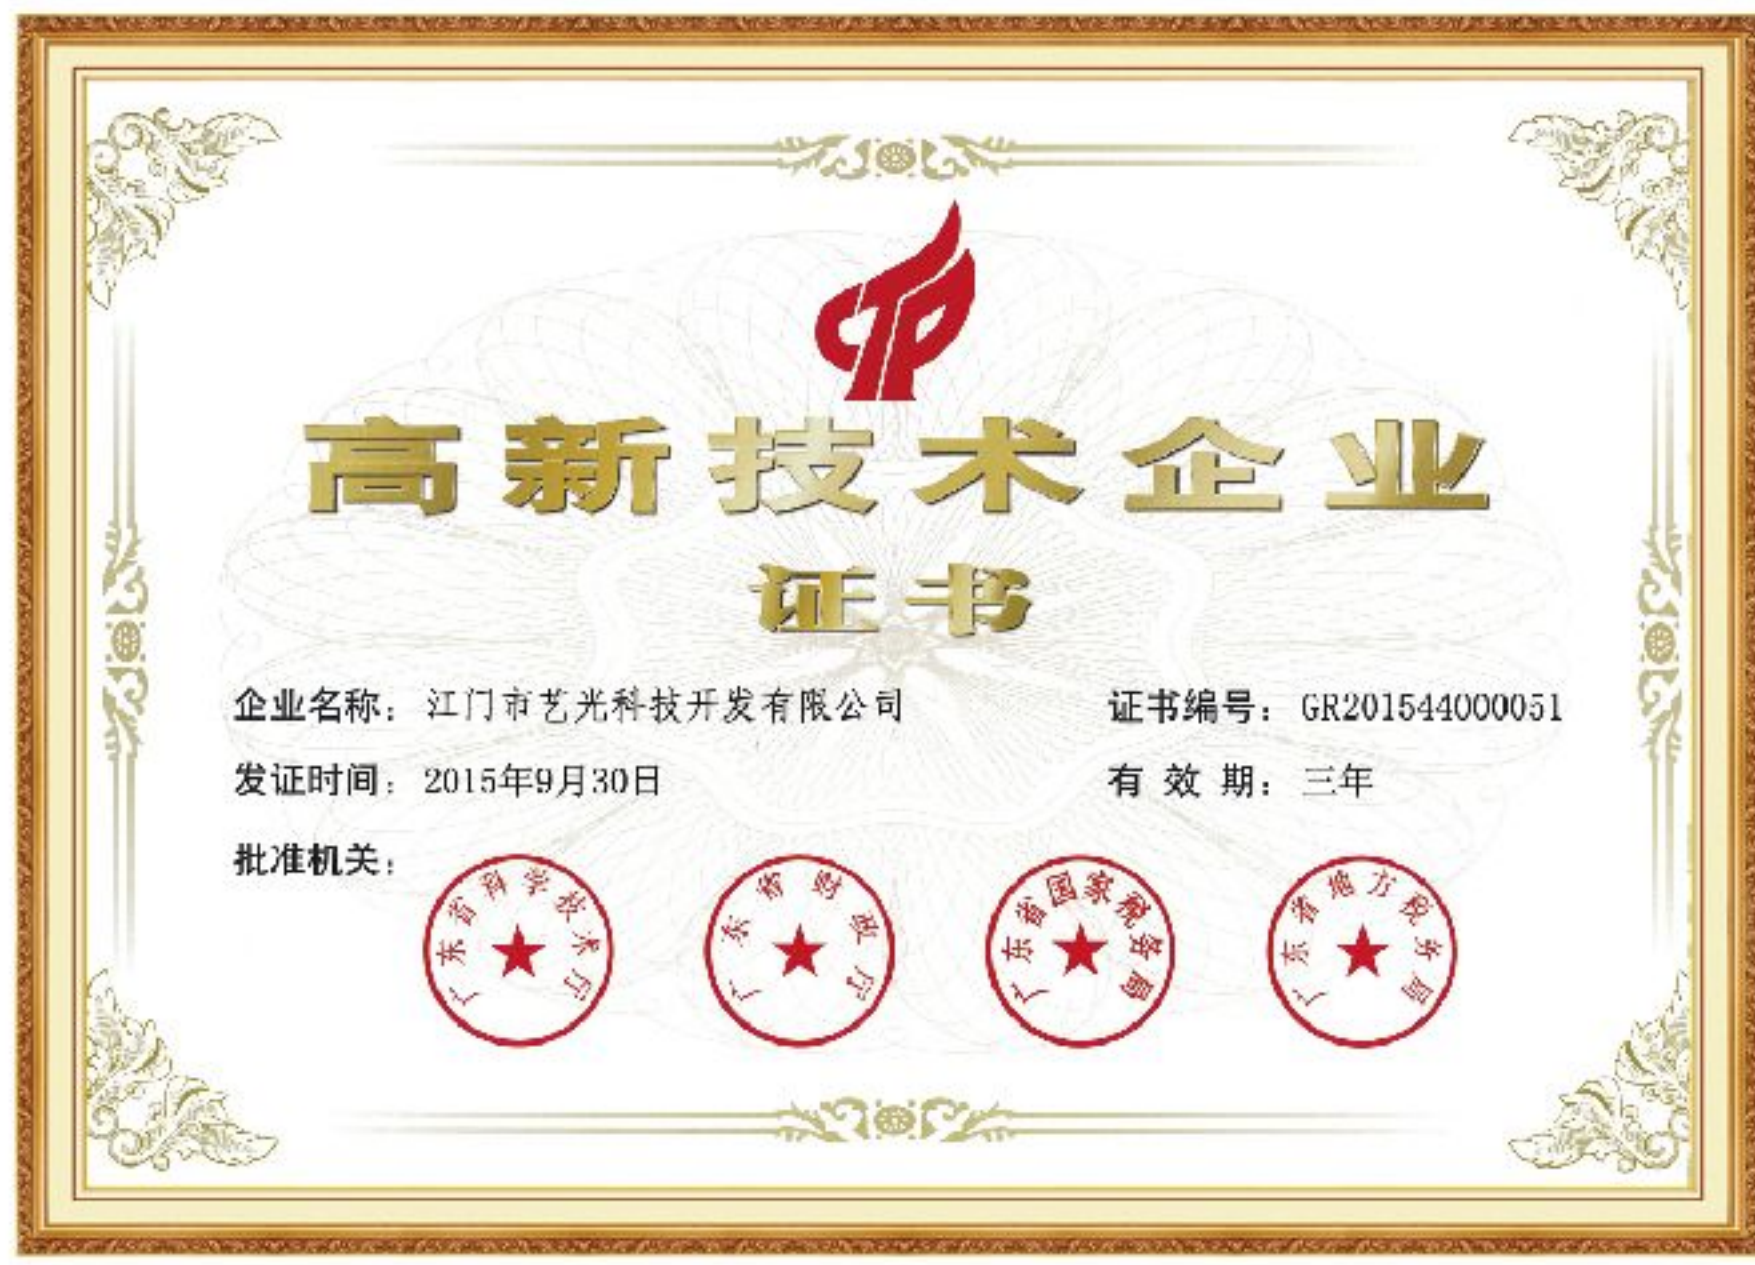 高新技术企业
证书
企业名称：江门市艺光科技开发有限公司
证书编号：GR201544000051
发证时间：2015年9月30日
有效期：三年
批准机关：
广东省科学技术厅
广东省财政厅
广东省国家税务局
广东省地方税务局